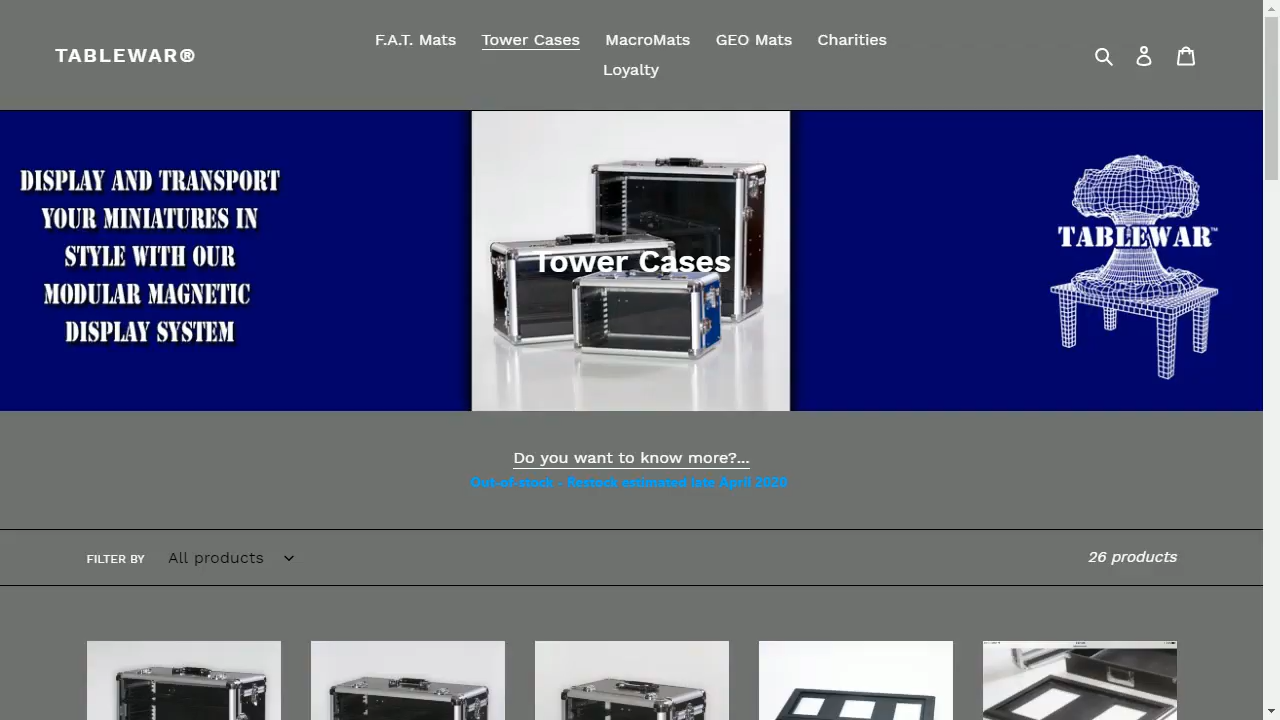 TABLEWAR®
F.A.T. Mats
Tower Cases
MacroMats
GEO Mats
Charities
Loyalty
DISPLAY AND TRANSPORT
YOUR MINIATURES IN
STYLE WITH OUR
MODULAR MAGNETIC
DISPLAY SYSTEM
Tower Cases
TABLEWAR™
Do you want to know more?...
Out-of-stock - Restock estimated late April 2020
FILTER BY
All products
26 products